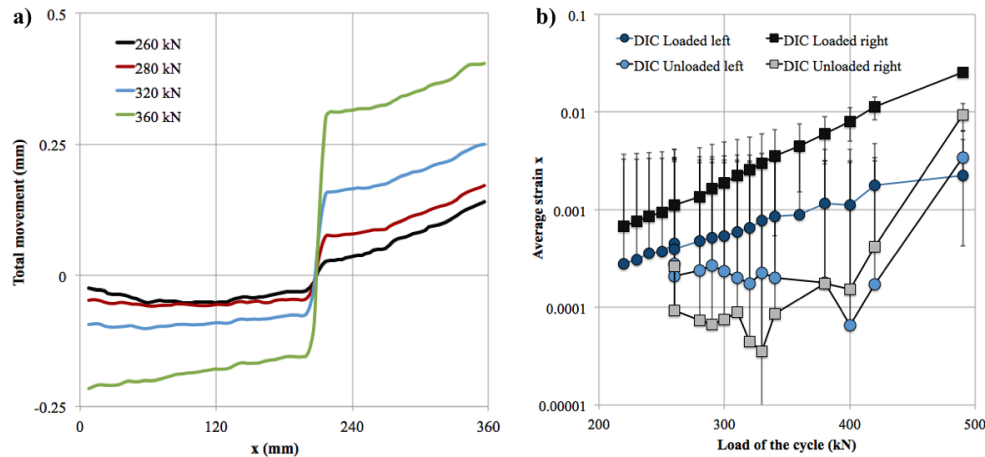 a)
0.5
260 kN
280 kN
320 kN
360 kN
0.25
0
-0.25
0
120
240
360
Total movement (mm)
x (mm)
b)
0.1
DIC Loaded left
DIC Loaded right
DIC Unloaded left
DIC Unloaded right
0.01
0.001
0.0001
0.00001
200
300
400
500
Average strain x
Load of the cycle (kN)